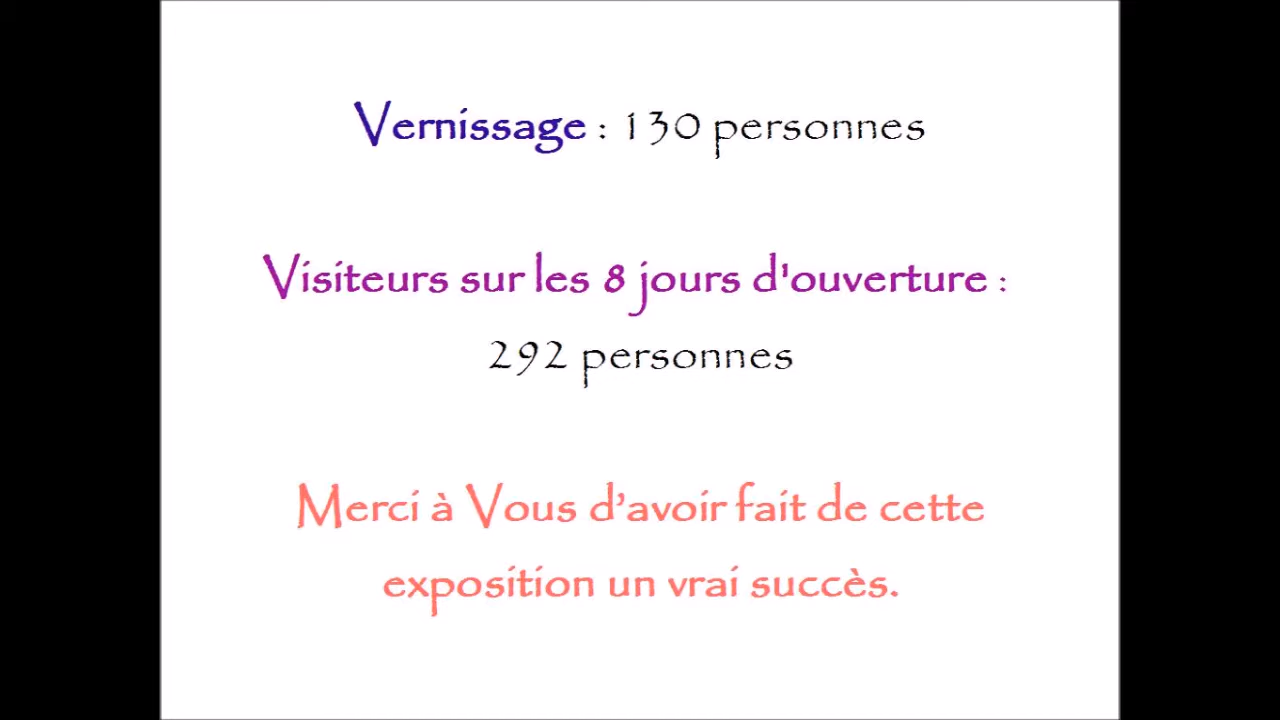 Vernissage : 130 personnes
Visiteurs sur les 8 jours d'ouverture :
292 personnes
Merci à Vous d’avoir fait de cette
exposition un vrai succès.